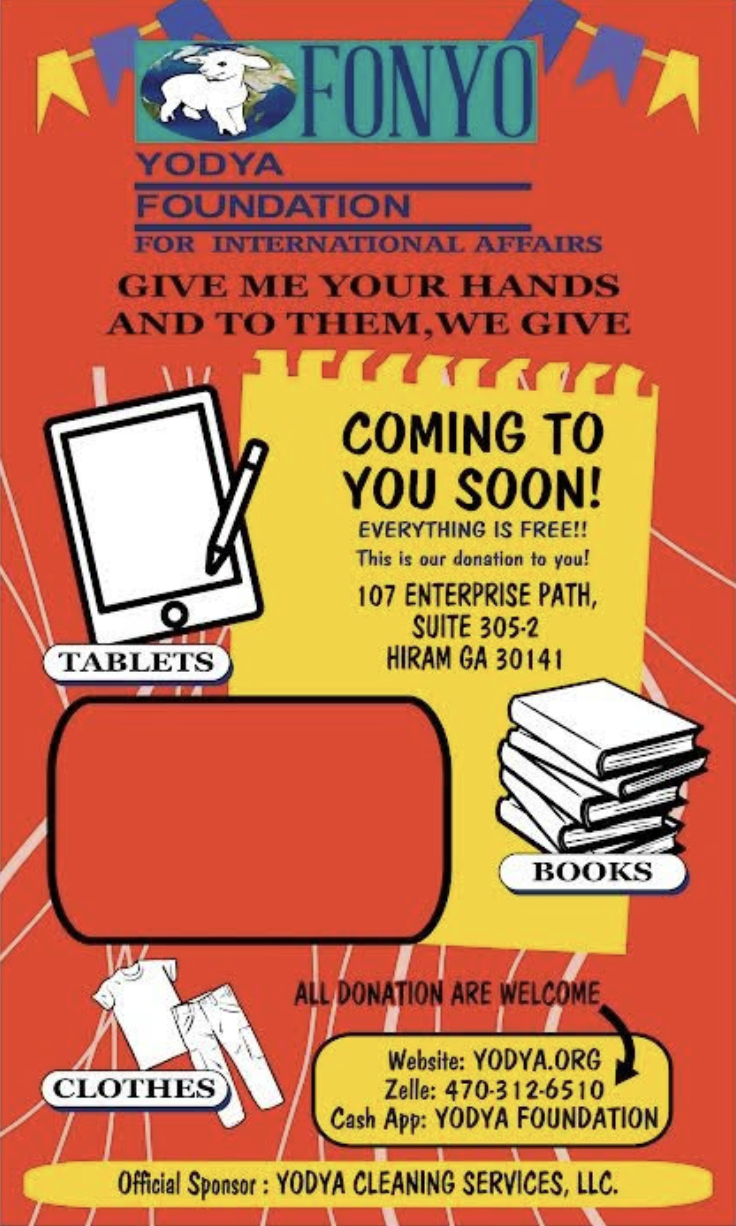 FONYO
YODYA
FOUNDATION
FOR INTERNATIONAL AFFAIRS
GIVE ME YOUR HANDS
AND TO THEM,WE GIVE
COMING TO
YOU SOON!
EVERYTHING IS FREE!!
This is our donation to you!
107 ENTERPRISE PATH,
SUITE 305-2
HIRAM GA 30141
TABLETS
BOOKS
CLOTHES
ALL DONATION ARE WELCOME
Website: YODYA.ORG
Zelle: 470-312-6510
Cash App: YODYA FOUNDATION
Official Sponsor : YODYA CLEANING SERVICES, LLC.